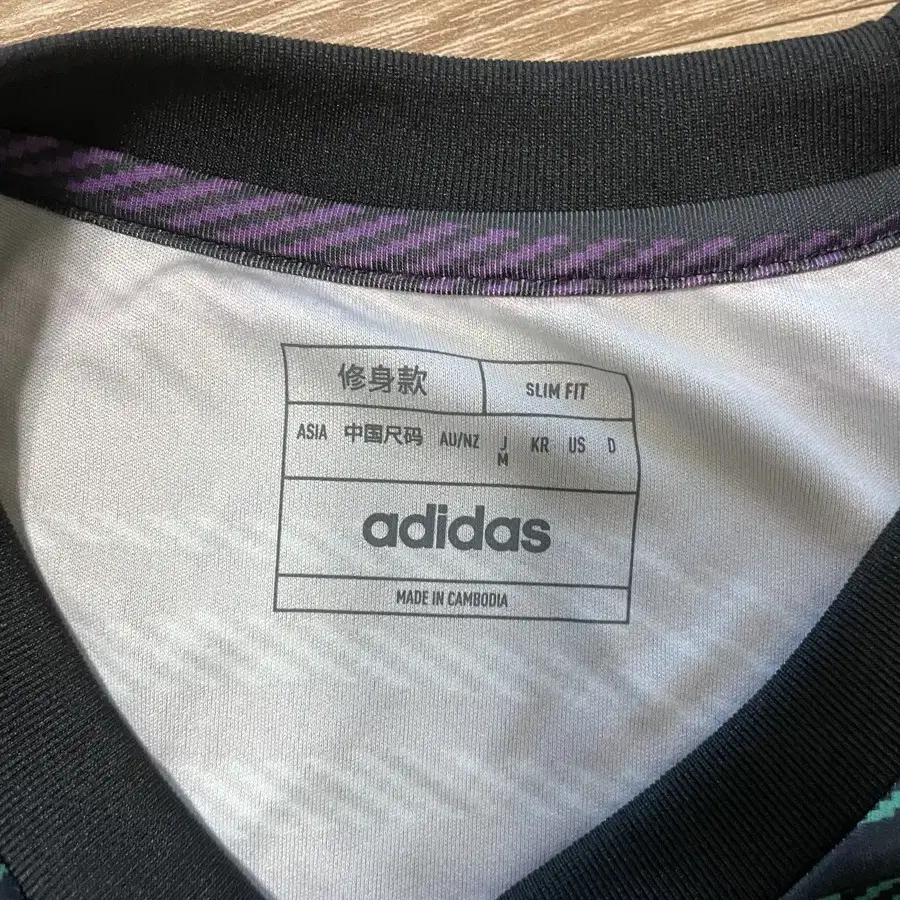 修身款 SLIM FIT
ASIA 中国尺码 AU/NZ J KR US D
M
adidas
MADE IN CAMBODIA